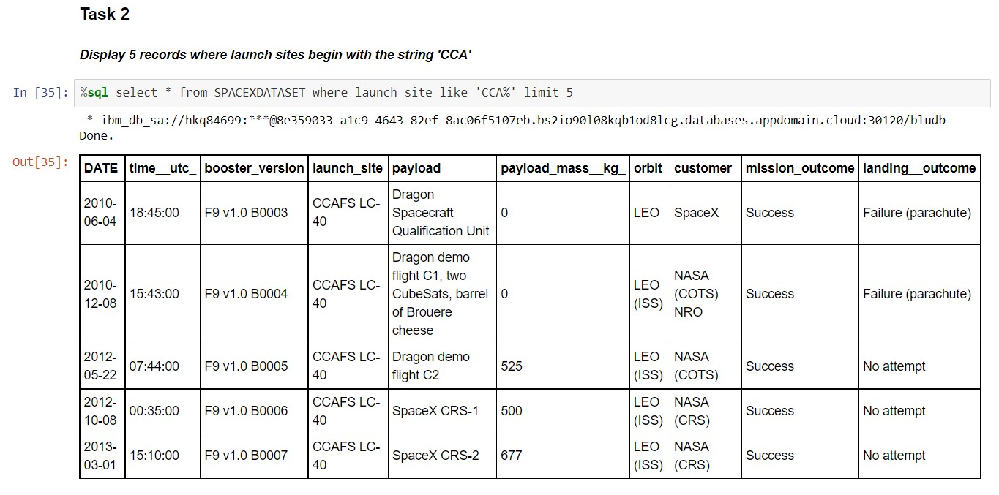 Task 2
Display 5 records where launch sites begin with the string 'CCA'
In [35]: %sql select * from SPACEXDATASET where launch_site like 'CCA%' limit 5
* ibm_db_sa://hkq84699:***@8e359033-a1c9-4643-82ef-8ac06f5107eb.bs2io90l08kqb1od8lcg.databases.appdomain.cloud:30120/bludb
Done.
Out[35]:
DATE time__utc_ booster_version launch_site payload payload_mass__kg_ orbit customer mission_outcome landing__outcome
2010-
06-04
18:45:00
F9 v1.0 B0003
CCAFS LC-
40
Dragon
Spacecraft
Qualification Unit
0
LEO
SpaceX
Success
Failure (parachute)
2010-
12-08
15:43:00
F9 v1.0 B0004
CCAFS LC-
40
Dragon demo
flight C1, two
CubeSats, barrel
of Brouere
cheese
0
LEO
(ISS)
NASA
(COTS)
NRO
Success
Failure (parachute)
2012-
05-22
07:44:00
F9 v1.0 B0005
CCAFS LC-
40
Dragon demo
flight C2
525
LEO
(ISS)
NASA
(COTS)
Success
No attempt
2012-
10-08
00:35:00
F9 v1.0 B0006
CCAFS LC-
40
SpaceX CRS-1
500
LEO
(ISS)
NASA
(CRS)
Success
No attempt
2013-
03-01
15:10:00
F9 v1.0 B0007
CCAFS LC-
40
SpaceX CRS-2
677
LEO
(ISS)
NASA
(CRS)
Success
No attempt